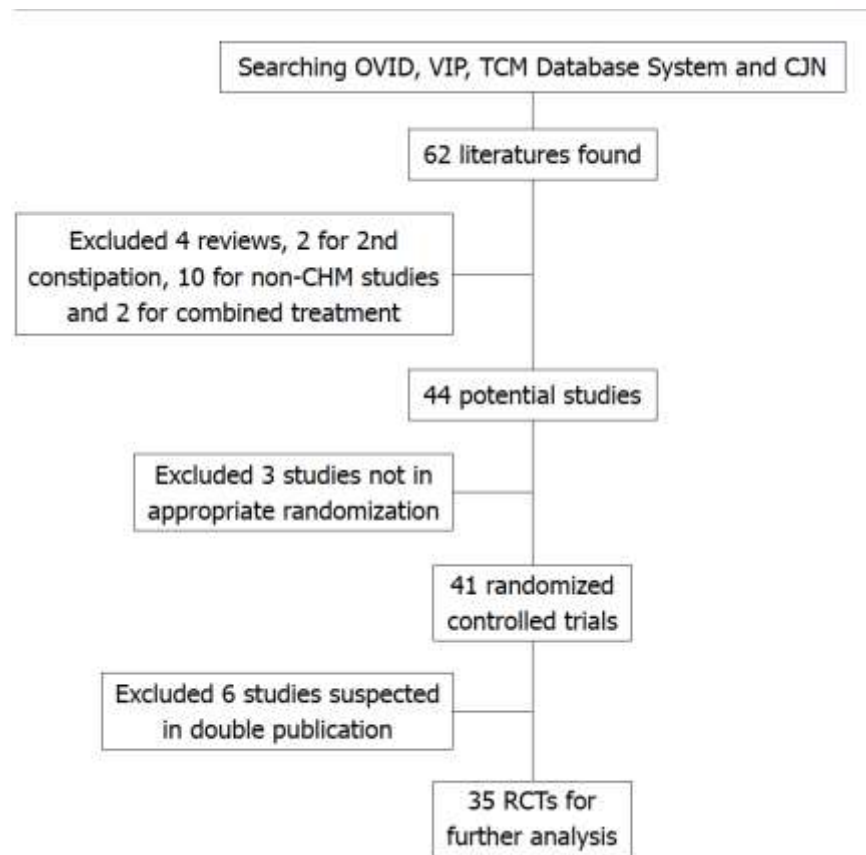 Searching OVID, VIP, TCM Database System and CJN
62 literatures found
Excluded 4 reviews, 2 for 2nd
constipation, 10 for non-CHM studies
and 2 for combined treatment
44 potential studies
Excluded 3 studies not in
appropriate randomization
41 randomized
controlled trials
Excluded 6 studies suspected
in double publication
35 RCTs for
further analysis